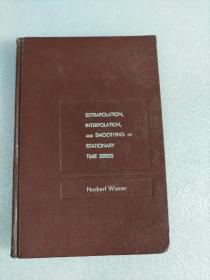 EXTRAPOLATION,
INTERPOLATION,
AND SMOOTHING OF
STATIONARY
TIME SERIES
Norbert Wiener